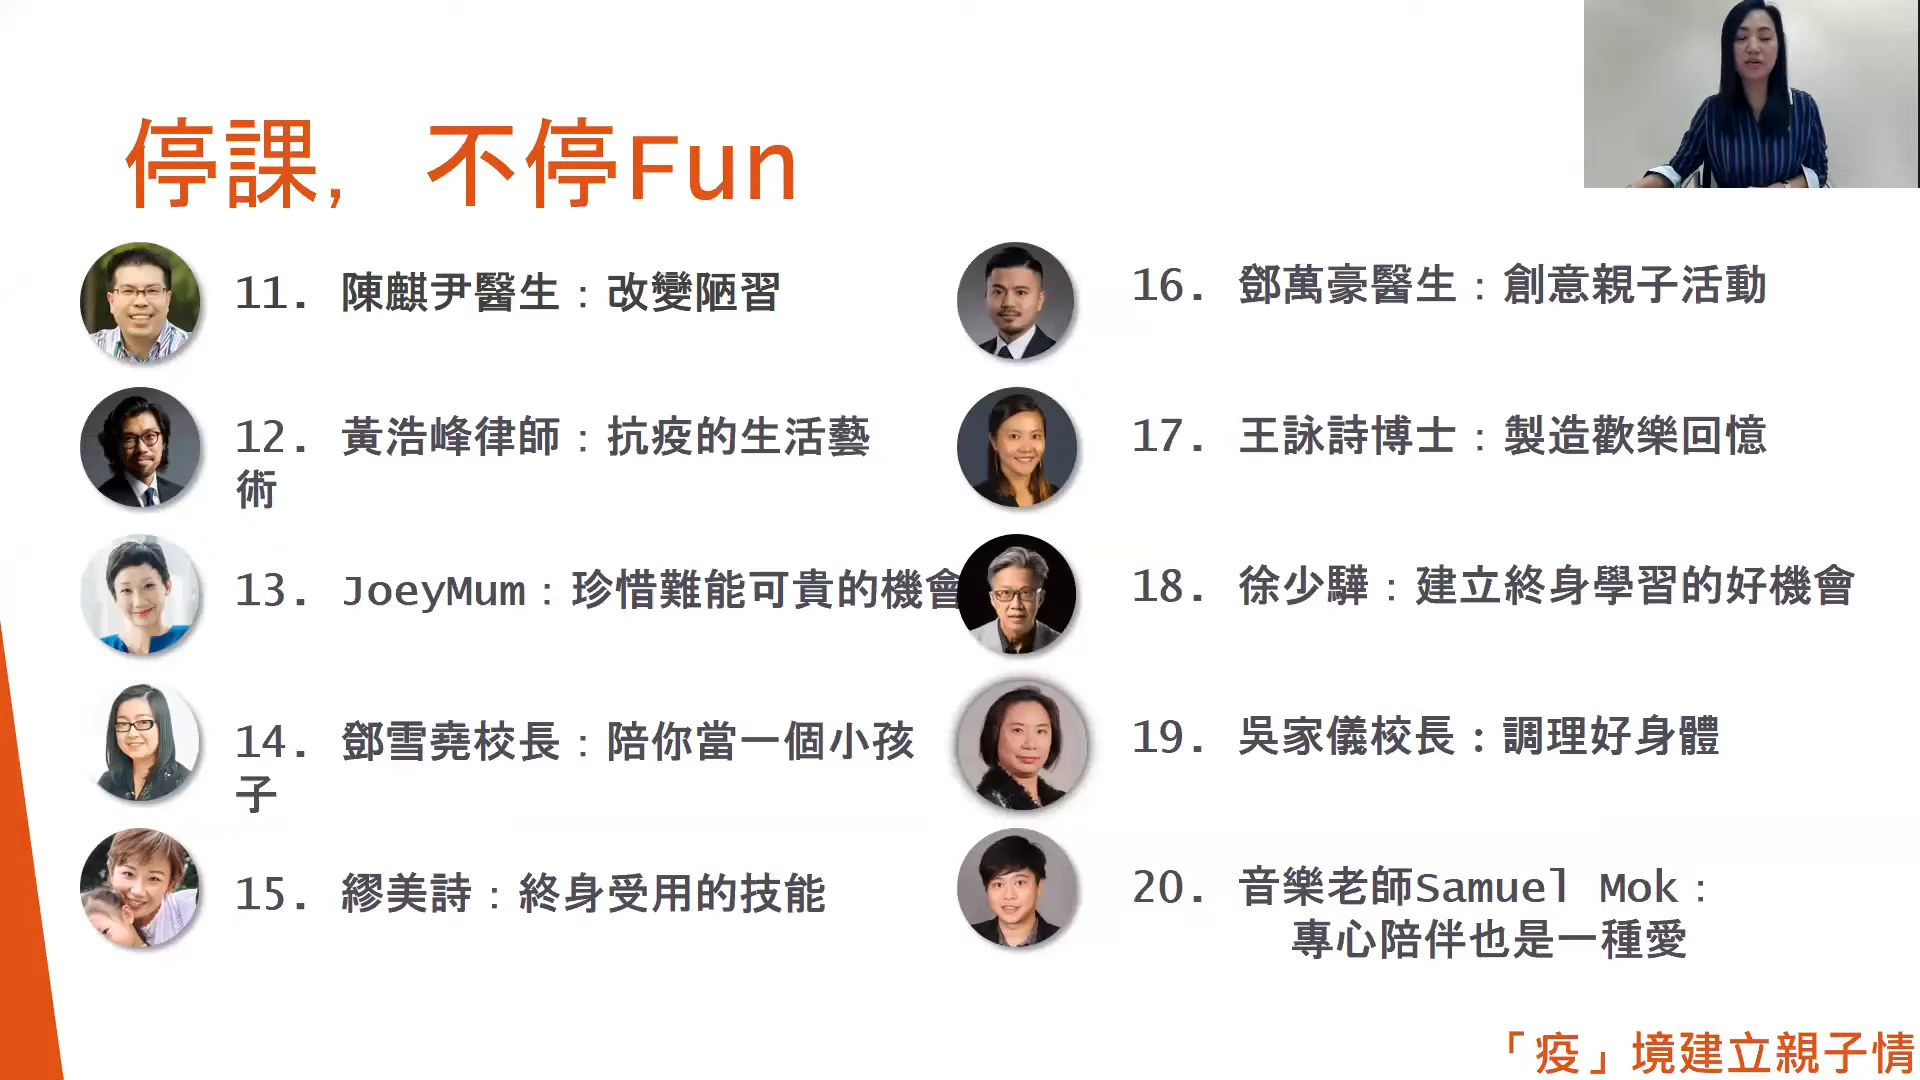 停課, 不停Fun
11. 陳麒尹醫生：改變陋習
12. 黃浩峰律師：抗疫的生活藝
術
13. JoeyMum：珍惜難能可貴的機會
14. 鄧雪堯校長：陪你當一個小孩
子
15. 繆美詩：終身受用的技能
16. 鄧萬豪醫生：創意親子活動
17. 王詠詩博士：製造歡樂回憶
18. 徐少驊：建立終身學習的好機會
19. 吳家儀校長：調理好身體
20. 音樂老師Samuel Mok：
專心陪伴也是一種愛
「疫」境建立親子情